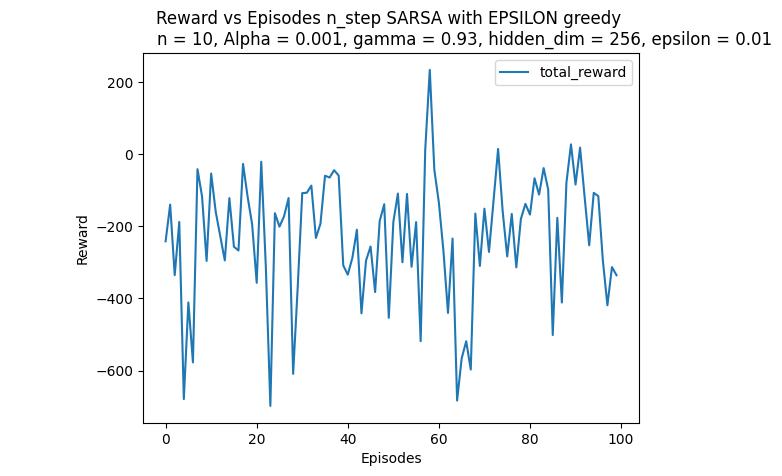 Reward vs Episodes n_step SARSA with EPSILON greedy
n = 10, Alpha = 0.001, gamma = 0.93, hidden_dim = 256, epsilon = 0.01
total_reward
200
0
−200
−400
−600
Reward
0
20
40
60
80
100
Episodes